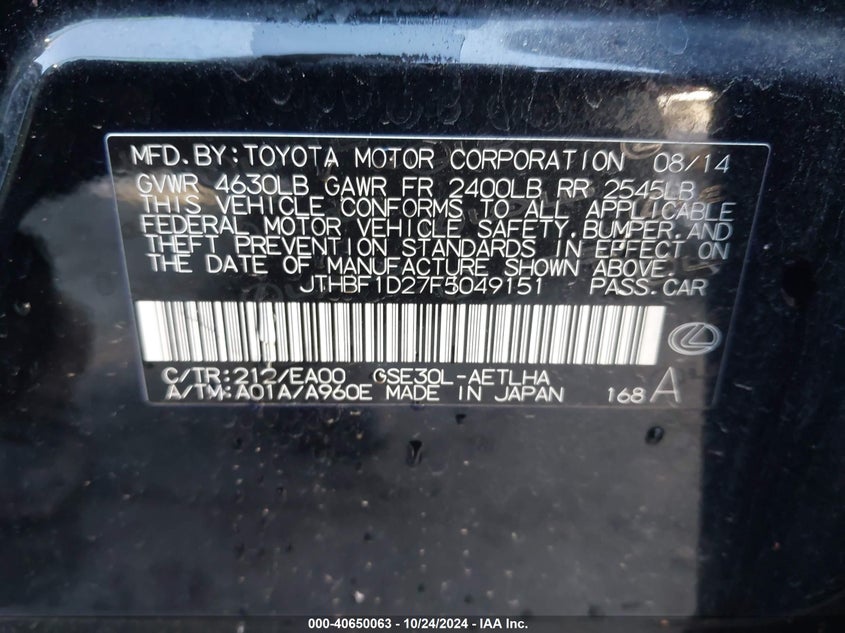 MFD.BY:TOYOTA MOTOR CORPORATION 08/14
GVWR 4630LB GAWR FR 2400LB RR 2545LB
THIS VEHICLE CONFORMS TO ALL APPLICABLE
FEDERAL MOTOR VEHICLE SAFETY,BUMPER,AND
THEFT PREVENTION STANDARDS IN EFFECT ON
THE DATE OF MANUFACTURE SHOWN ABOVE.
JTHBF1D27F5049151 PASS.CAR
C/TR:212/EA00 GSE30L-AETLHA
A/TM:A01A/A960E MADE IN JAPAN 168 A
000-40650063 - 10/24/2024 - IAA Inc.